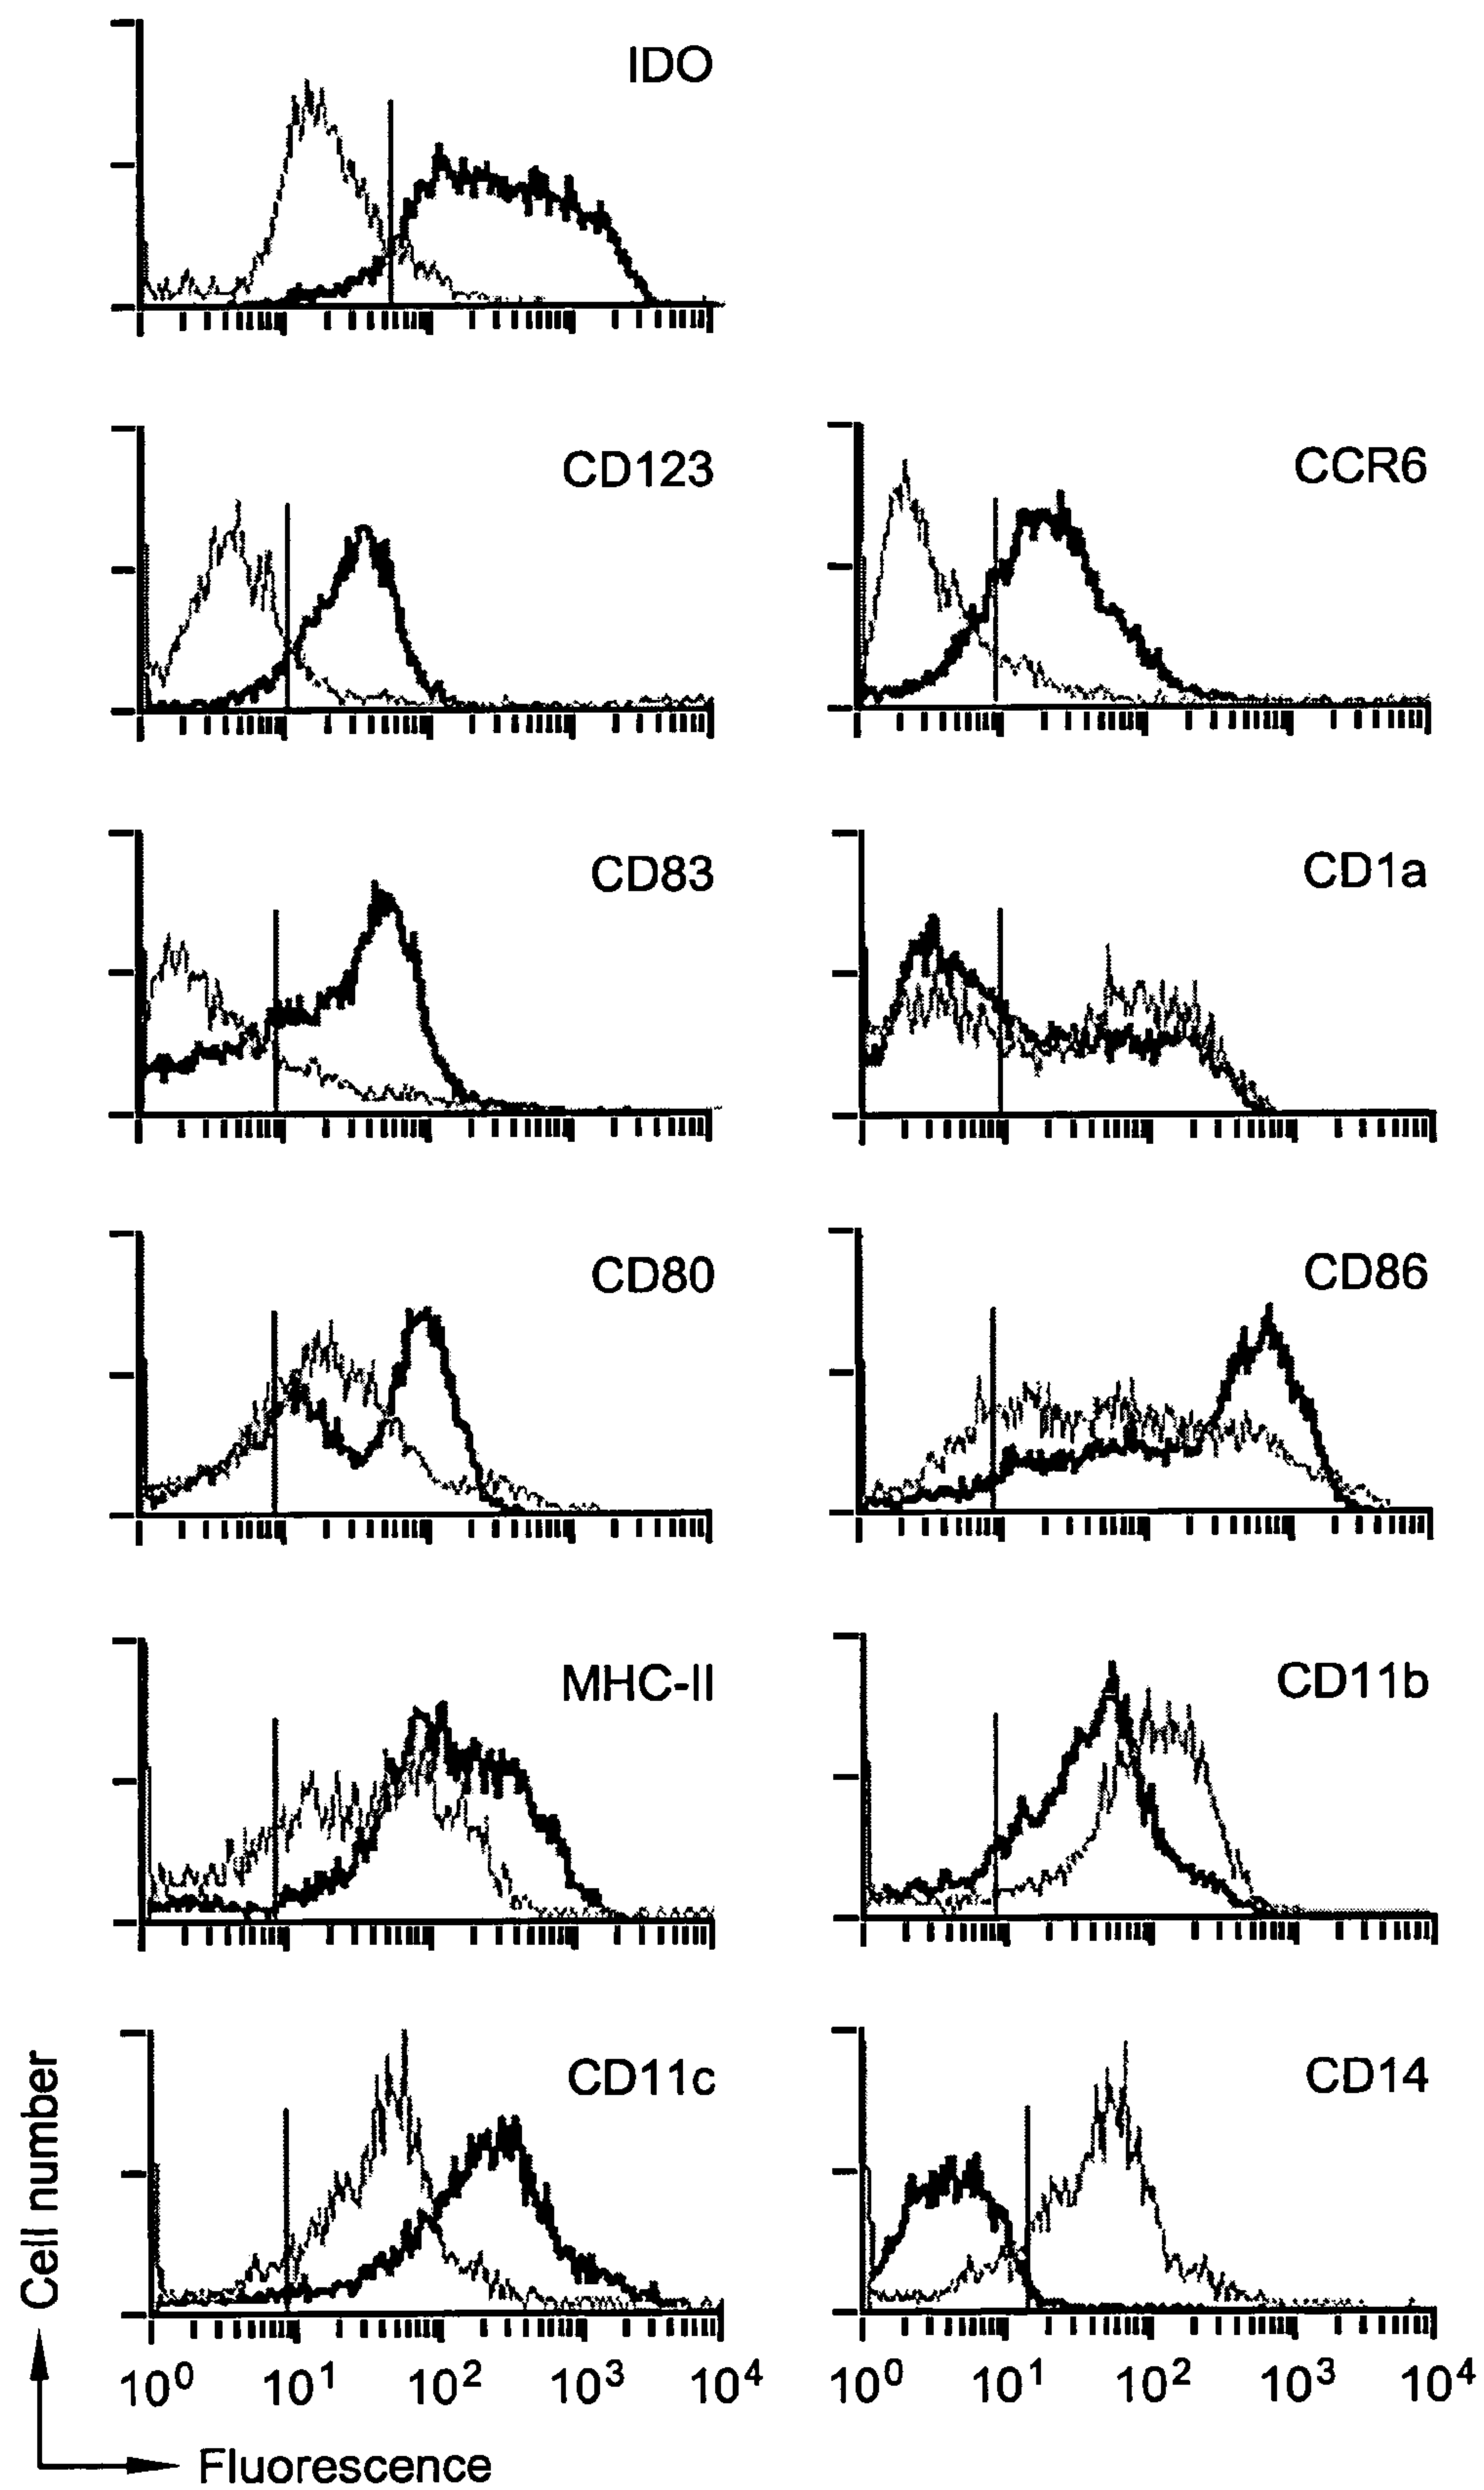 IDO
CD123
CCR6
CD83
CD1a
CD80
CD86
MHC-II
CD11b
CD11c
CD14
Cell number
10⁰ 10¹ 10² 10³ 10⁴
10⁰ 10¹ 10² 10³ 10⁴
Fluorescence